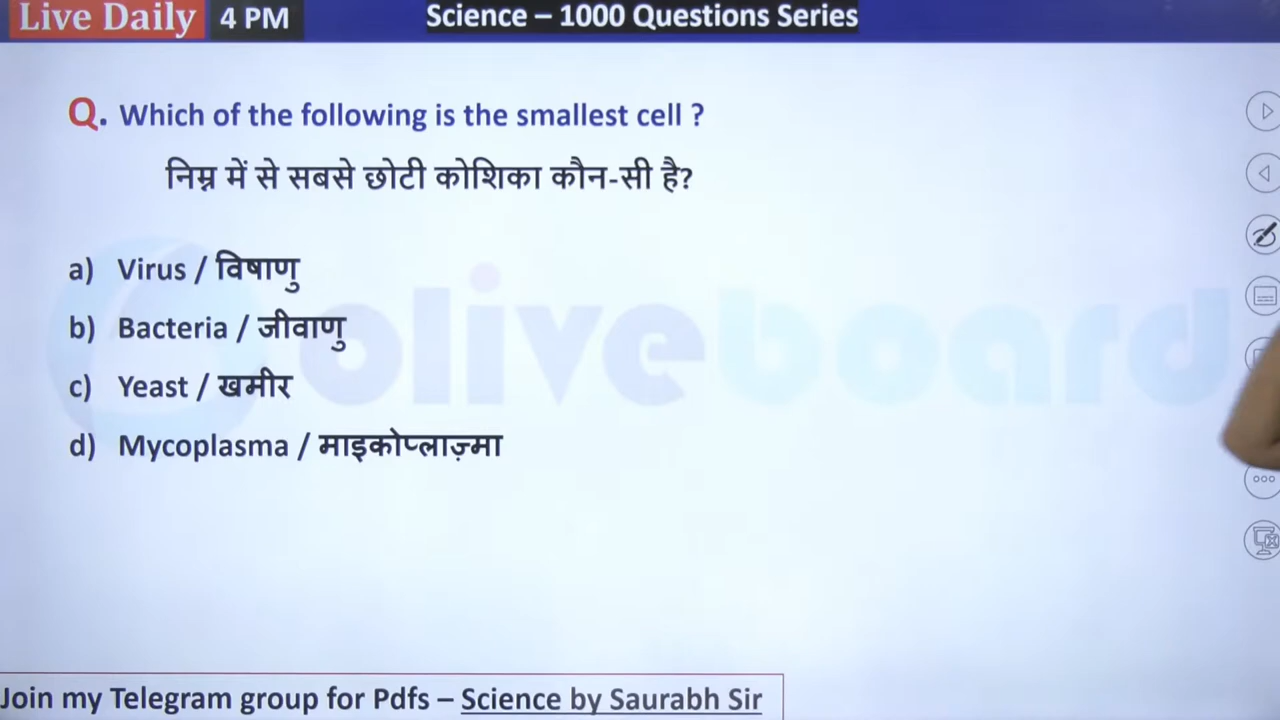 Live Daily 4 PM
Science – 1000 Questions Series
Q. Which of the following is the smallest cell ?
निम्न में से सबसे छोटी कोशिका कौन-सी है?
a) Virus / विषाणु
b) Bacteria / जीवाणु
c) Yeast / खमीर
d) Mycoplasma / माइकोप्लाज़्मा
oliveboard
Join my Telegram group for Pdfs – Science by Saurabh Sir